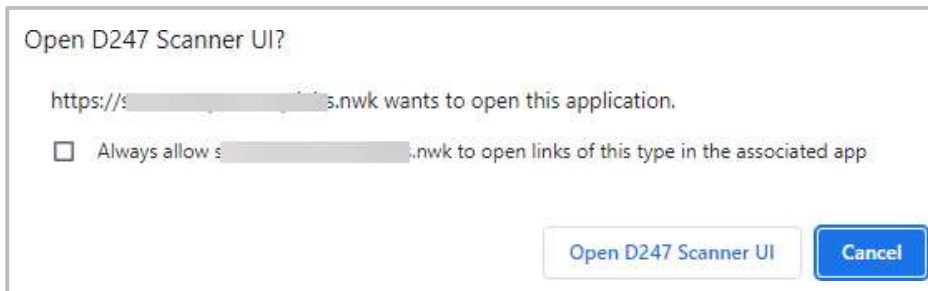 Open D247 Scanner UI?
https://s s.nwk wants to open this application.
Always allow s .nwk to open links of this type in the associated app
Open D247 Scanner UI
Cancel